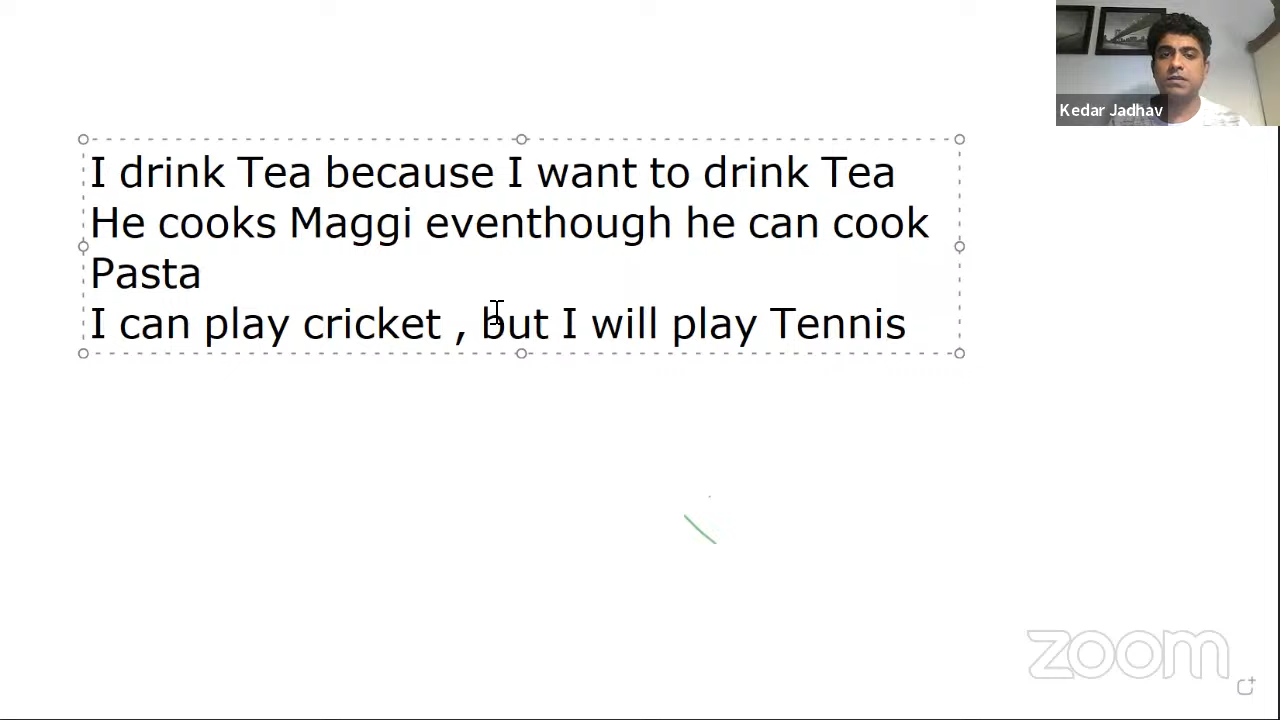 Kedar Jadhav
I drink Tea because I want to drink Tea
He cooks Maggi eventhough he can cook
Pasta
I can play cricket , but I will play Tennis
zoom